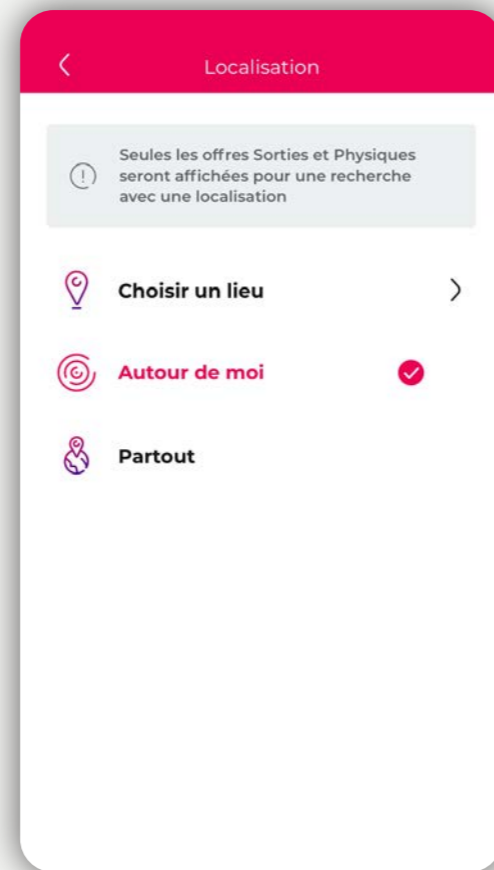 Localisation
Seules les offres Sorties et Physiques
seront affichées pour une recherche
avec une localisation
Choisir un lieu
Autour de moi
Partout